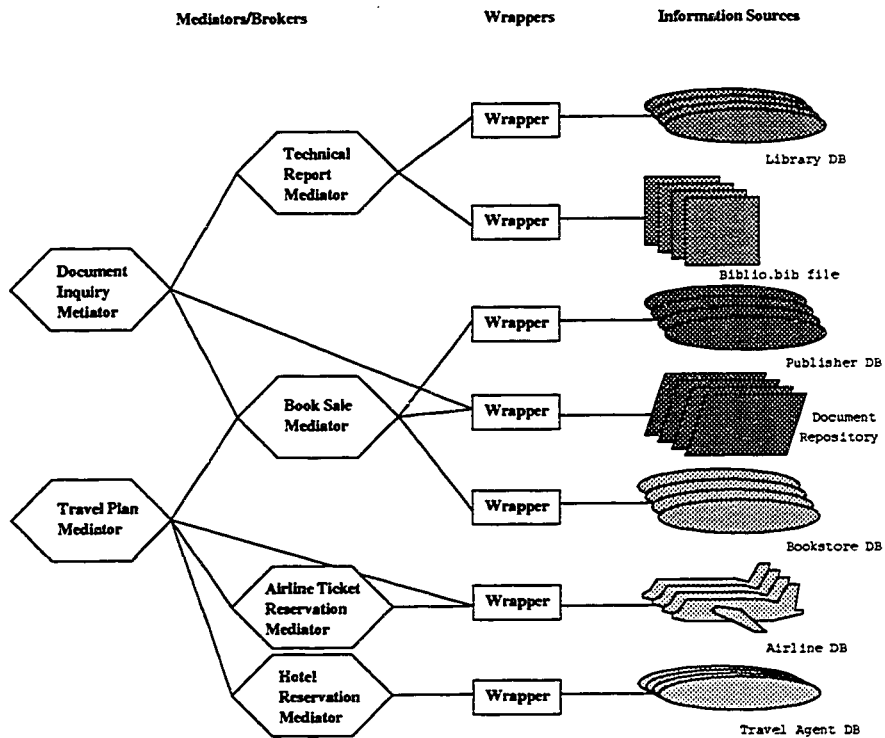 Mediators/Brokers
Wrappers
Information Sources
Wrapper
Library DB
Technical
Report
Mediator
Wrapper
Biblio.bib file
Document
Inquiry
Metiator
Wrapper
Publisher DB
Book Sale
Mediator
Wrapper
Document
Repository
Travel Plan
Mediator
Wrapper
Bookstore DB
Airline Ticket
Reservation
Mediator
Wrapper
Airline DB
Hotel
Reservation
Mediator
Wrapper
Travel Agent DB